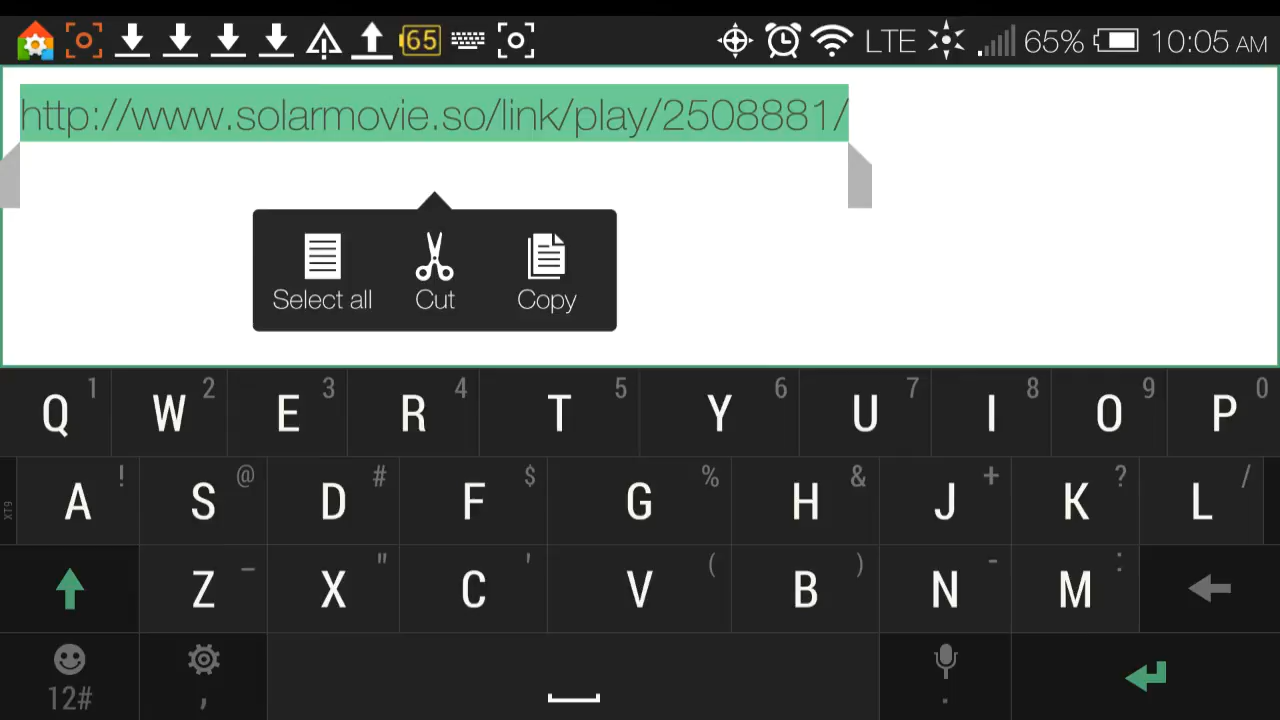 65 LTE 65% 10:05 AM
http://www.solarmovie.so/link/play/2508881/
Select all Cut Copy
Q 1 W 2 E 3 R 4 T 5 Y 6 U 7 I 8 O 9 P 0
XT9 A ! S @ D # F $ G % H & J + K ? L /
Z _ X " C ' V ( B ) N - M :
12# , .